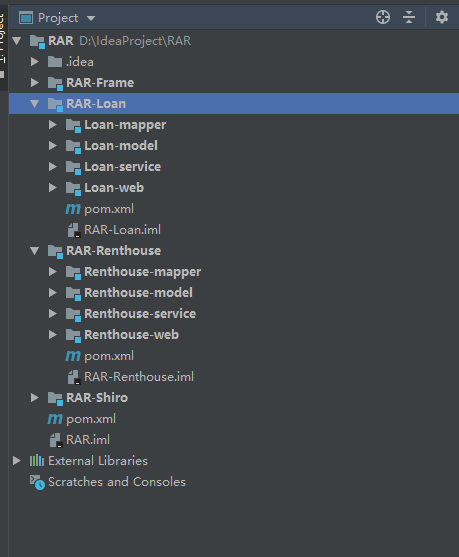 Project
RAR D:\IdeaProject\RAR
.idea
RAR-Frame
RAR-Loan
Loan-mapper
Loan-model
Loan-service
Loan-web
pom.xml
RAR-Loan.iml
RAR-Renthouse
Renthouse-mapper
Renthouse-model
Renthouse-service
Renthouse-web
pom.xml
RAR-Renthouse.iml
RAR-Shiro
pom.xml
RAR.iml
External Libraries
Scratches and Consoles